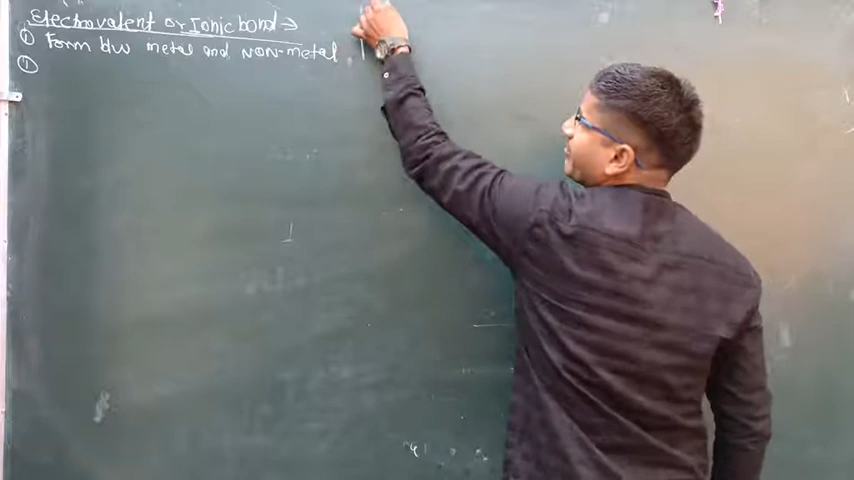 Electrovalent or Ionic bond →
① Form b/w metal and non-metal
①